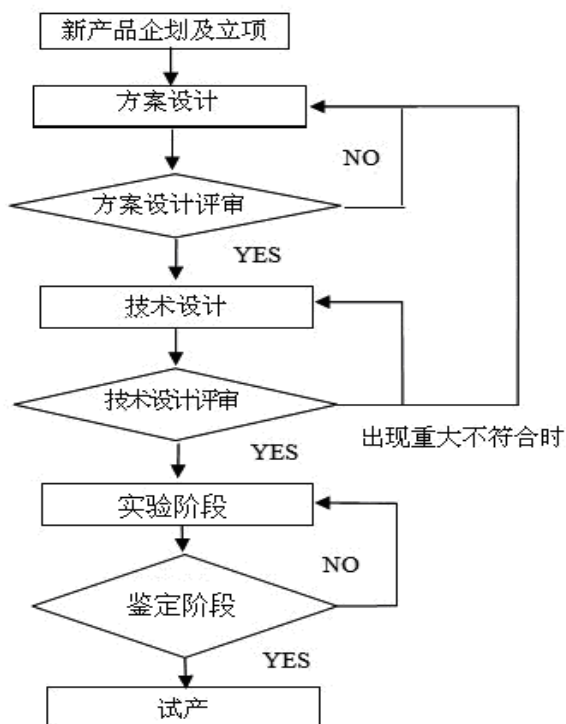 新产品企划及立项
方案设计
NO
方案设计评审
YES
技术设计
技术设计评审
出现重大不符合时
YES
实验阶段
NO
鉴定阶段
YES
试产